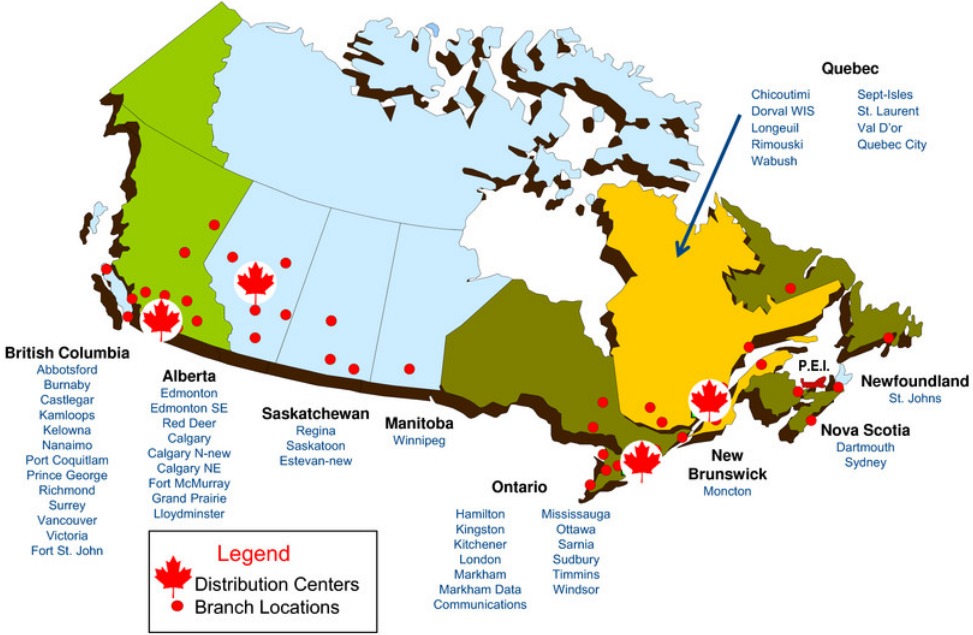 Quebec
Chicoutimi
Dorval WIS
Longeuil
Rimouski
Wabush
Sept-Isles
St. Laurent
Val D'or
Quebec City
British Columbia
Abbotsford
Burnaby
Castlegar
Kamloops
Kelowna
Nanaimo
Port Coquitlam
Prince George
Richmond
Surrey
Vancouver
Victoria
Fort St. John
Alberta
Edmonton
Edmonton SE
Red Deer
Calgary
Calgary N-new
Calgary NE
Fort McMurray
Grand Prairie
Lloydminster
Saskatchewan
Regina
Saskatoon
Estevan-new
Manitoba
Winnipeg
Ontario
Hamilton
Kingston
Kitchener
London
Markham
Markham Data
Communications
Mississauga
Ottawa
Sarnia
Sudbury
Timmins
Windsor
New
Brunswick
Moncton
P.E.I.
Newfoundland
St. Johns
Nova Scotia
Dartmouth
Sydney
Legend
Distribution Centers
Branch Locations